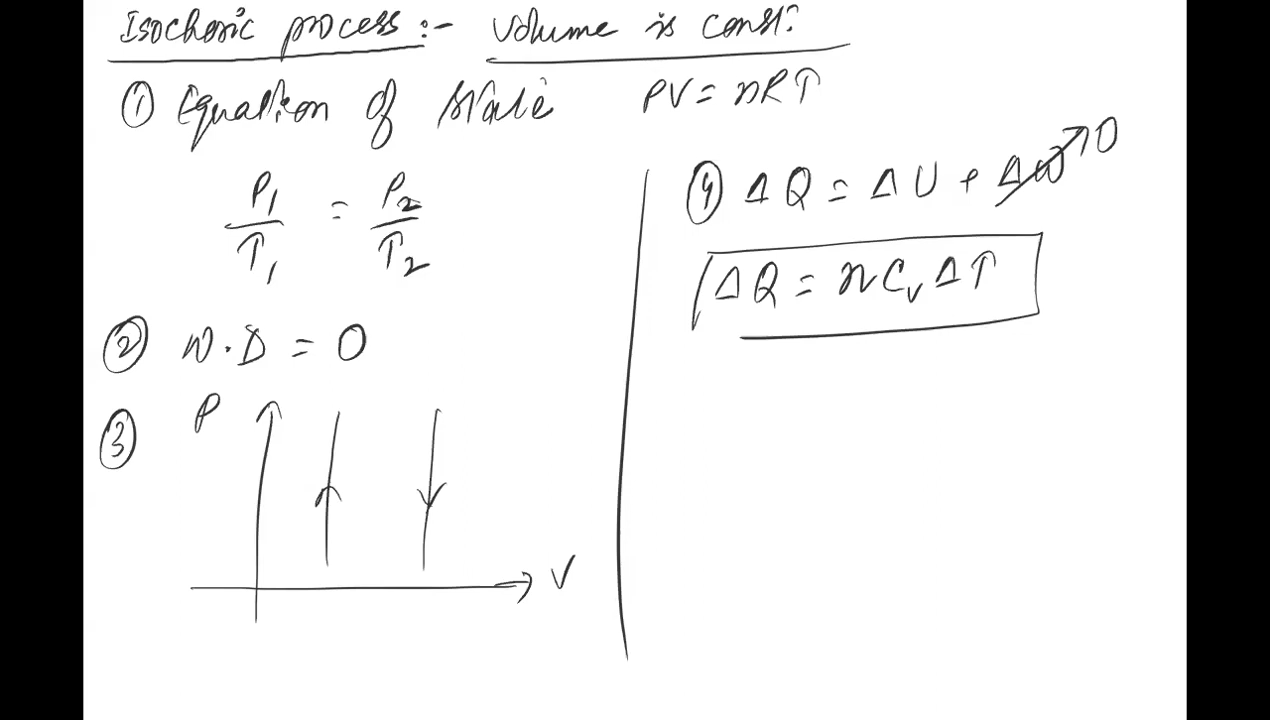 Isochoric process :- Volume is const.
① Equation of state PV = nRT
P₁/T₁ = P₂/T₂
② W.D = 0
③ P
V
④ ΔQ = ΔU + ΔW → 0
ΔQ = nCᵥΔT